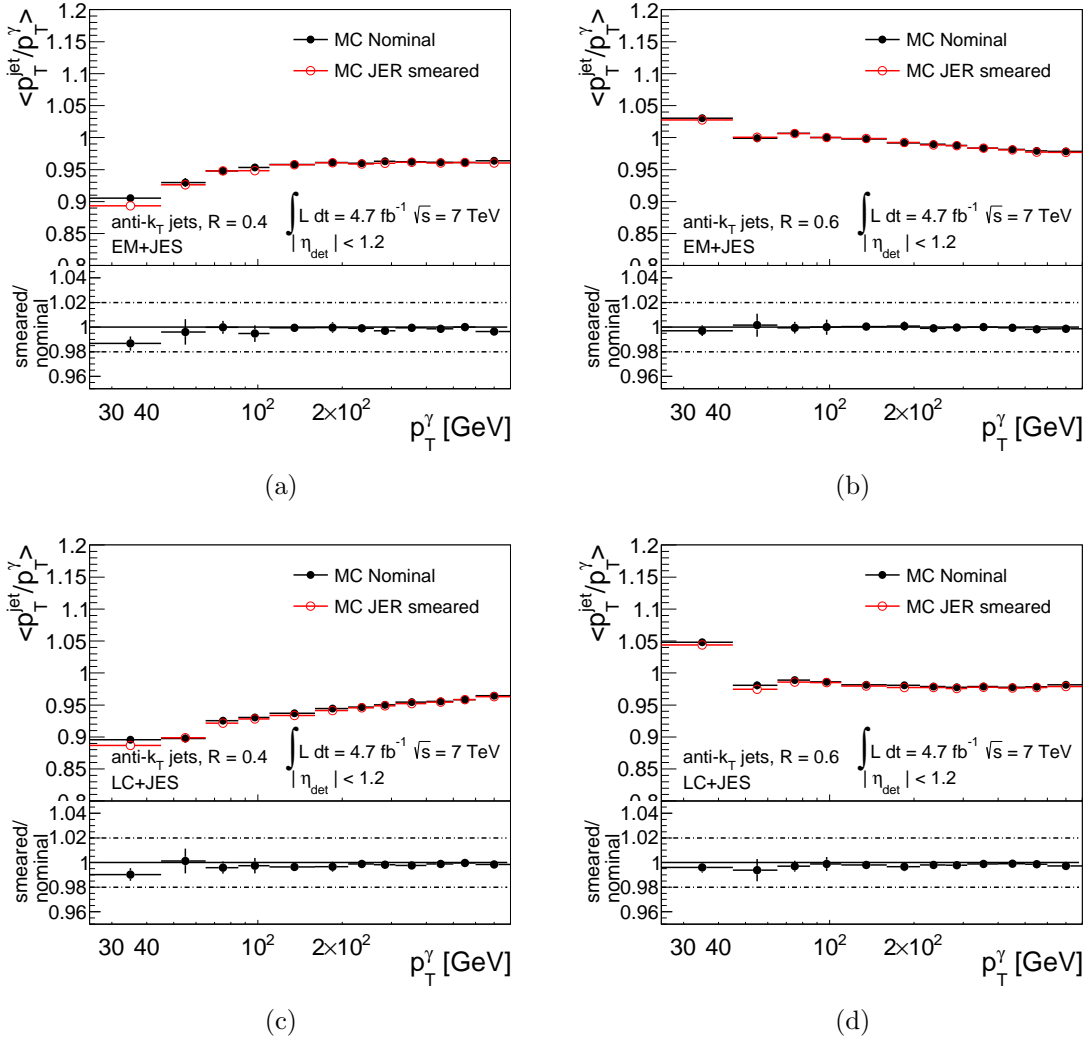 <p_T^jet/p_T^γ>
1.2
1.15
1.1
1.05
1
0.95
0.9
0.85
0.8
MC Nominal
MC JER smeared
anti-k_T jets, R = 0.4
EM+JES
∫ L dt = 4.7 fb^-1 √s = 7 TeV
| η_det | < 1.2
smeared/
nominal
1.04
1.02
1
0.98
0.96
30 40 10^2 2×10^2
p_T^γ [GeV]
(a)
<p_T^jet/p_T^γ>
1.2
1.15
1.1
1.05
1
0.95
0.9
0.85
0.8
MC Nominal
MC JER smeared
anti-k_T jets, R = 0.6
EM+JES
∫ L dt = 4.7 fb^-1 √s = 7 TeV
| η_det | < 1.2
smeared/
nominal
1.04
1.02
1
0.98
0.96
30 40 10^2 2×10^2
p_T^γ [GeV]
(b)
<p_T^jet/p_T^γ>
1.2
1.15
1.1
1.05
1
0.95
0.9
0.85
0.8
MC Nominal
MC JER smeared
anti-k_T jets, R = 0.4
LC+JES
∫ L dt = 4.7 fb^-1 √s = 7 TeV
| η_det | < 1.2
smeared/
nominal
1.04
1.02
1
0.98
0.96
30 40 10^2 2×10^2
p_T^γ [GeV]
(c)
<p_T^jet/p_T^γ>
1.2
1.15
1.1
1.05
1
0.95
0.9
0.85
0.8
MC Nominal
MC JER smeared
anti-k_T jets, R = 0.6
LC+JES
∫ L dt = 4.7 fb^-1 √s = 7 TeV
| η_det | < 1.2
smeared/
nominal
1.04
1.02
1
0.98
0.96
30 40 10^2 2×10^2
p_T^γ [GeV]
(d)